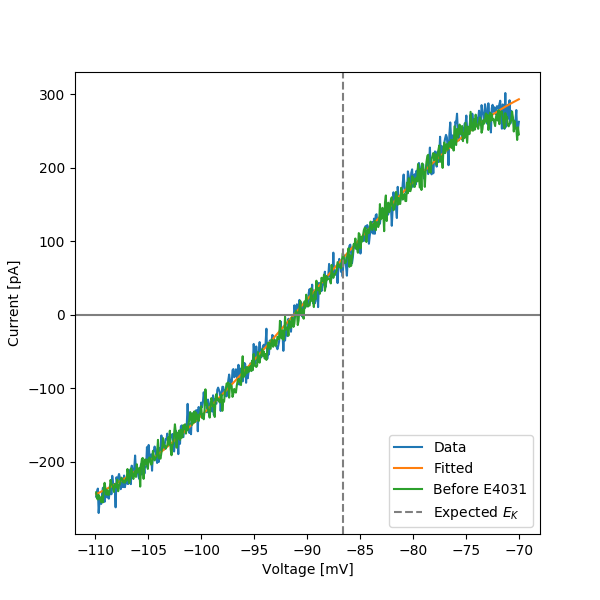 300
200
100
0
−100
−200
Current [pA]
−110 −105 −100 −95 −90 −85 −80 −75 −70
Voltage [mV]
Data
Fitted
Before E4031
Expected E_K